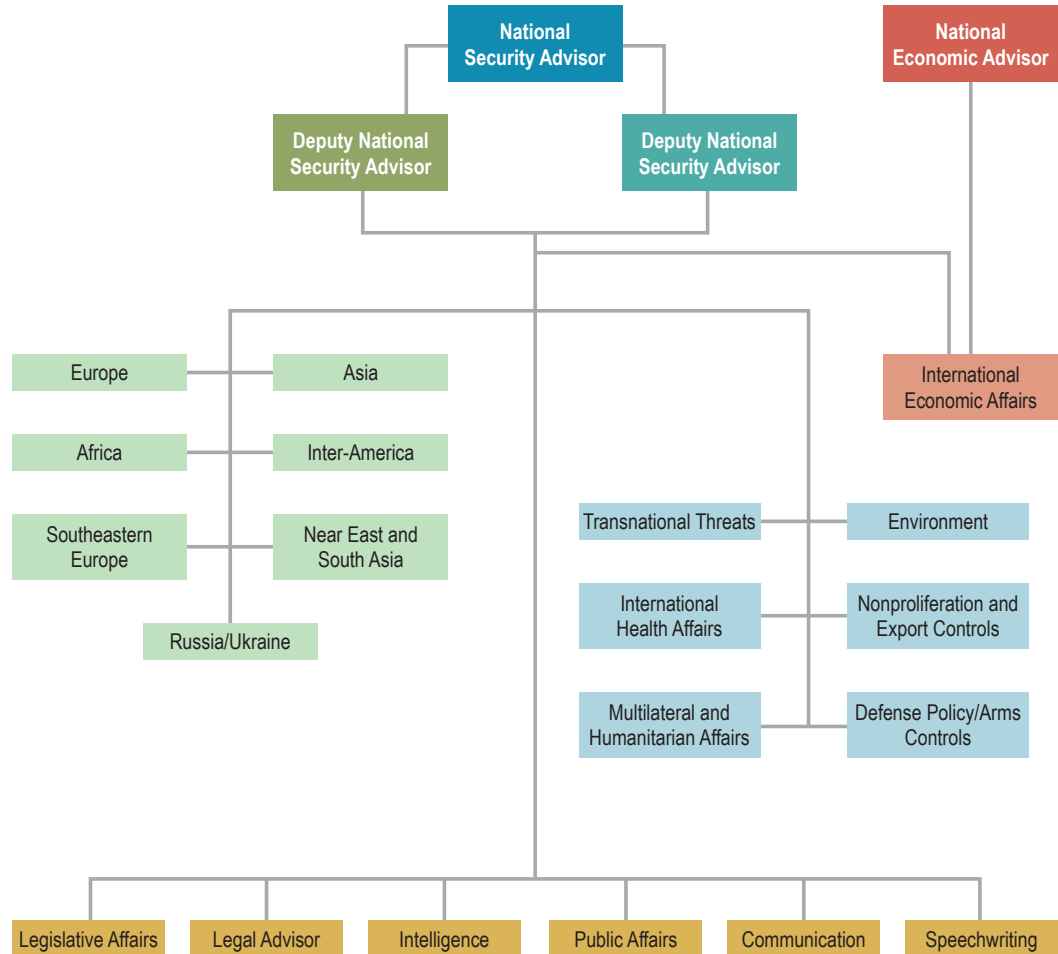 National
Security Advisor
National
Economic Advisor
Deputy National
Security Advisor
Deputy National
Security Advisor
Europe
Asia
International
Economic Affairs
Africa
Inter-America
Southeastern
Europe
Near East and
South Asia
Transnational Threats
Environment
International
Health Affairs
Nonproliferation and
Export Controls
Russia/Ukraine
Multilateral and
Humanitarian Affairs
Defense Policy/Arms
Controls
Legislative Affairs
Legal Advisor
Intelligence
Public Affairs
Communication
Speechwriting